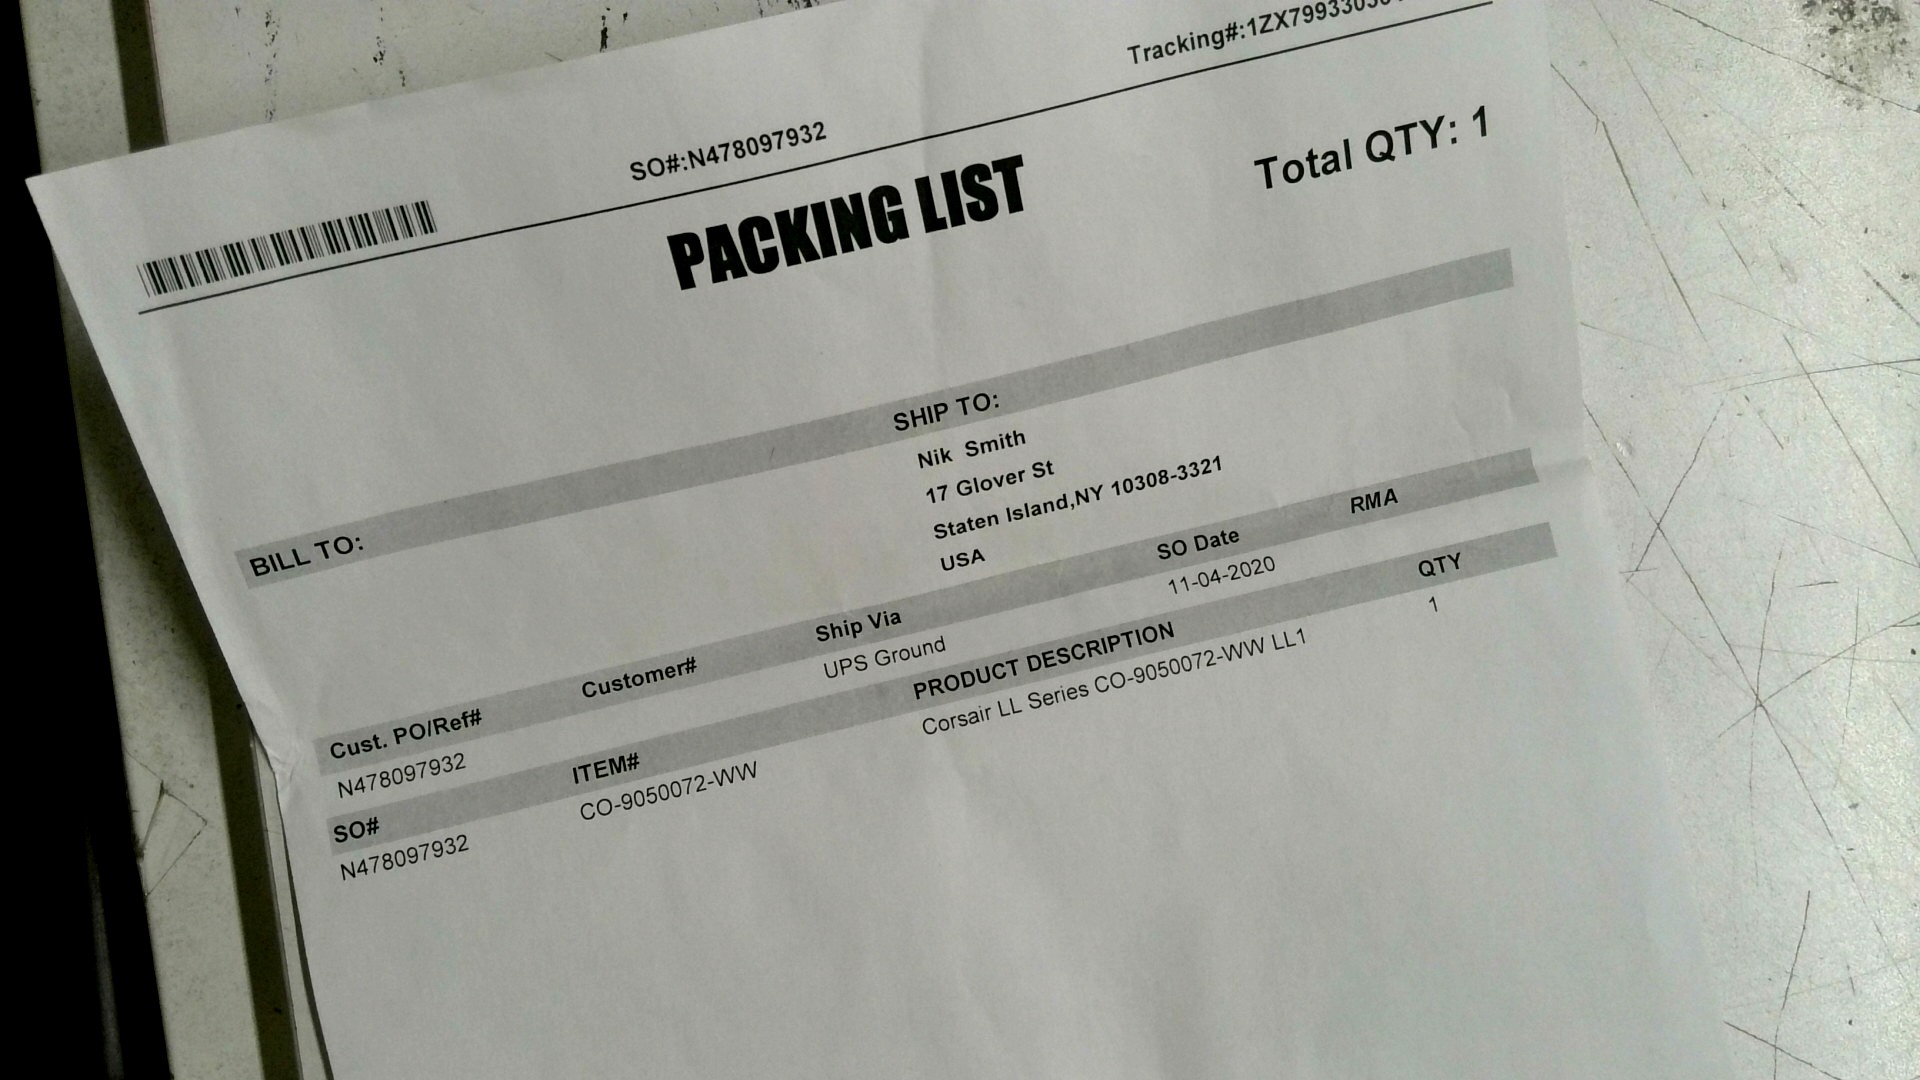 Tracking#:
SO#:N478097932
PACKING LIST
Total QTY: 1
BILL TO:
SHIP TO:
Nik Smith
17 Glover St
Staten Island,NY 10308-3321
USA
Cust. PO/Ref# Customer# Ship Via SO Date RMA
N478097932 UPS Ground 11-04-2020
SO# ITEM# PRODUCT DESCRIPTION QTY
N478097932 CO-9050072-WW Corsair LL Series CO-9050072-WW LL1 1